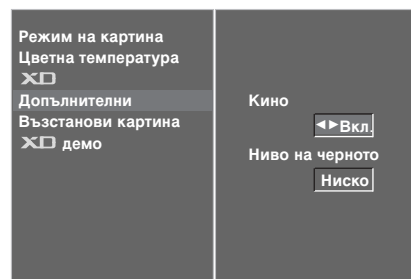 Режим на картина
Цветна температура
XD
Допълнителни
Възстанови картина
XD демо
Кино
◄►Вкл.
Ниво на черното
Ниско